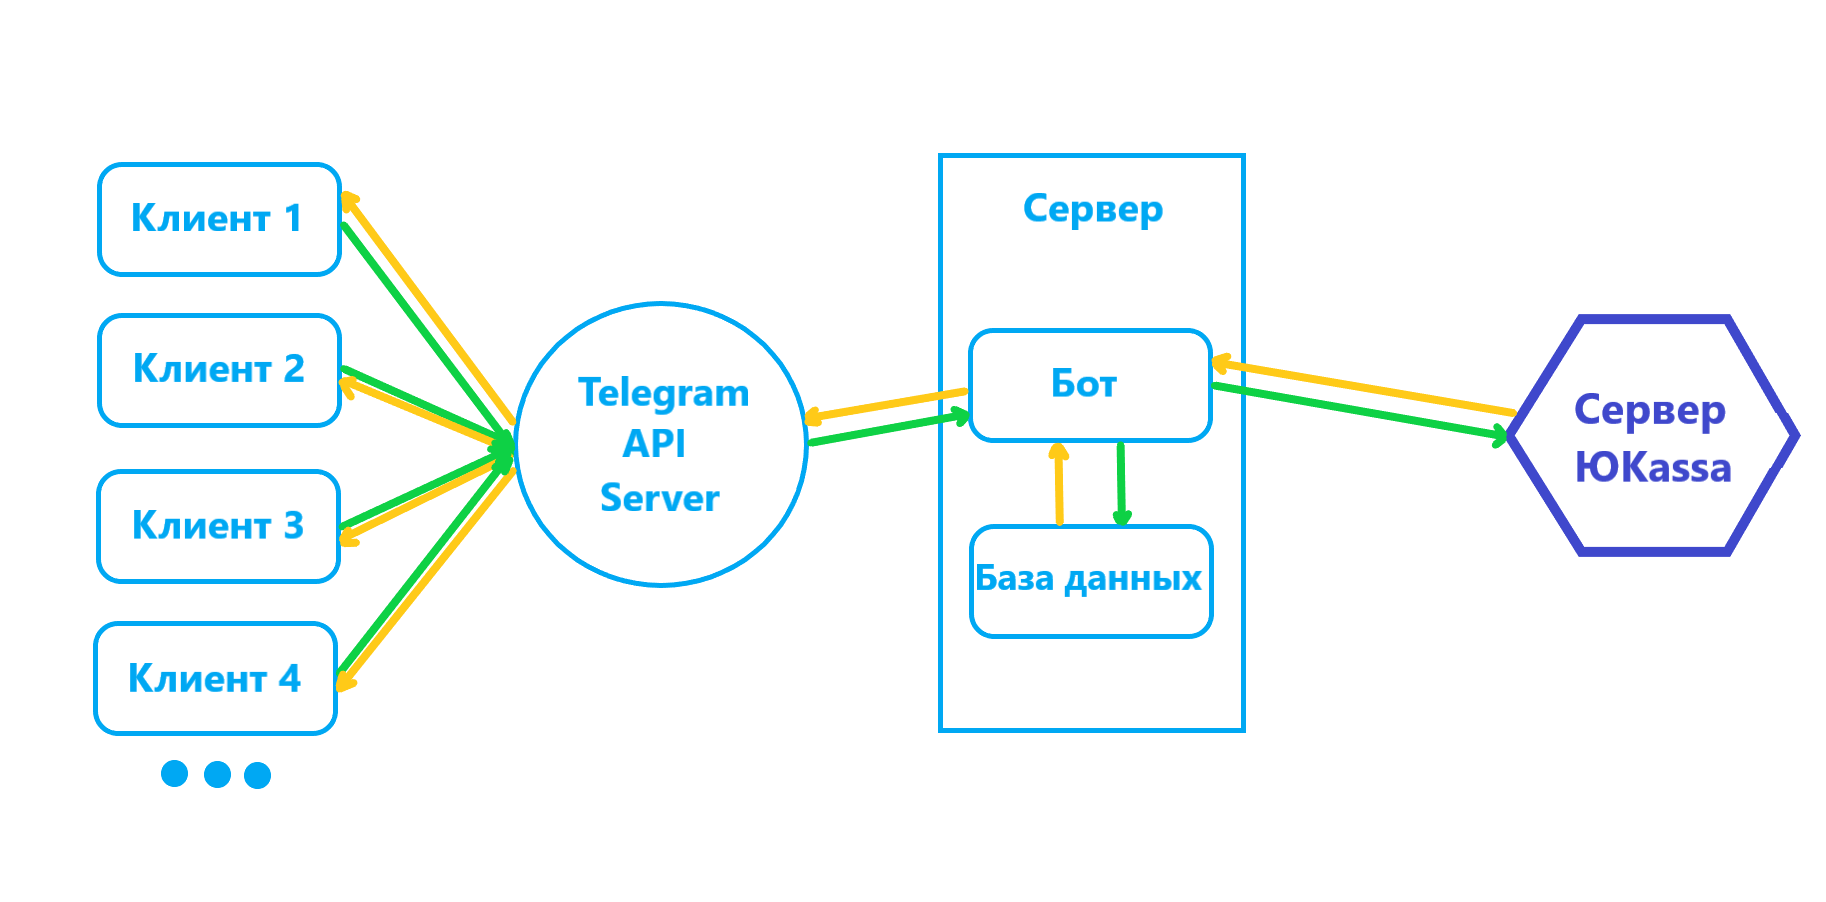 Клиент 1
Клиент 2
Клиент 3
Клиент 4
Telegram
API
Server
Сервер
Бот
База данных
Сервер
ЮKassa